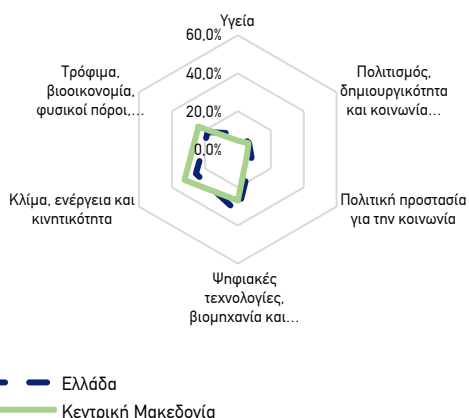 Υγεία
60,0%
40,0%
20,0%
0,0%
Πολιτισμός,
δημιουργικότητα
και κοινωνία...
Πολιτική προστασία
για την κοινωνία
Ψηφιακές
τεχνολογίες,
βιομηχανία και...
Κλίμα, ενέργεια και
κινητικότητα
Τρόφιμα,
βιοοικονομία,
φυσικοί πόροι,...
Ελλάδα
Κεντρική Μακεδονία